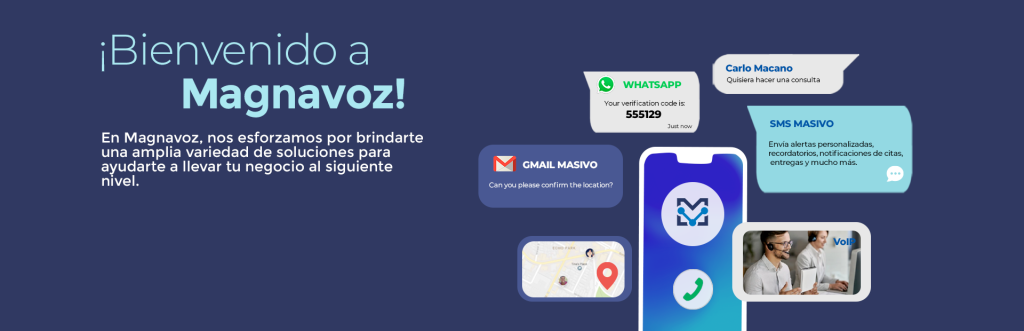 ¡Bienvenido a
Magnavoz!
En Magnavoz, nos esforzamos por brindarte
una amplia variedad de soluciones para
ayudarte a llevar tu negocio al siguiente
nivel.
Carlo Macano
Quisiera hacer una consulta
WHATSAPP
Your verification code is:
555129
Just now
SMS MASIVO
Envía alertas personalizadas,
recordatorios, notificaciones de citas,
entregas y mucho más.
GMAIL MASIVO
Can you please confirm the location?
VoIP